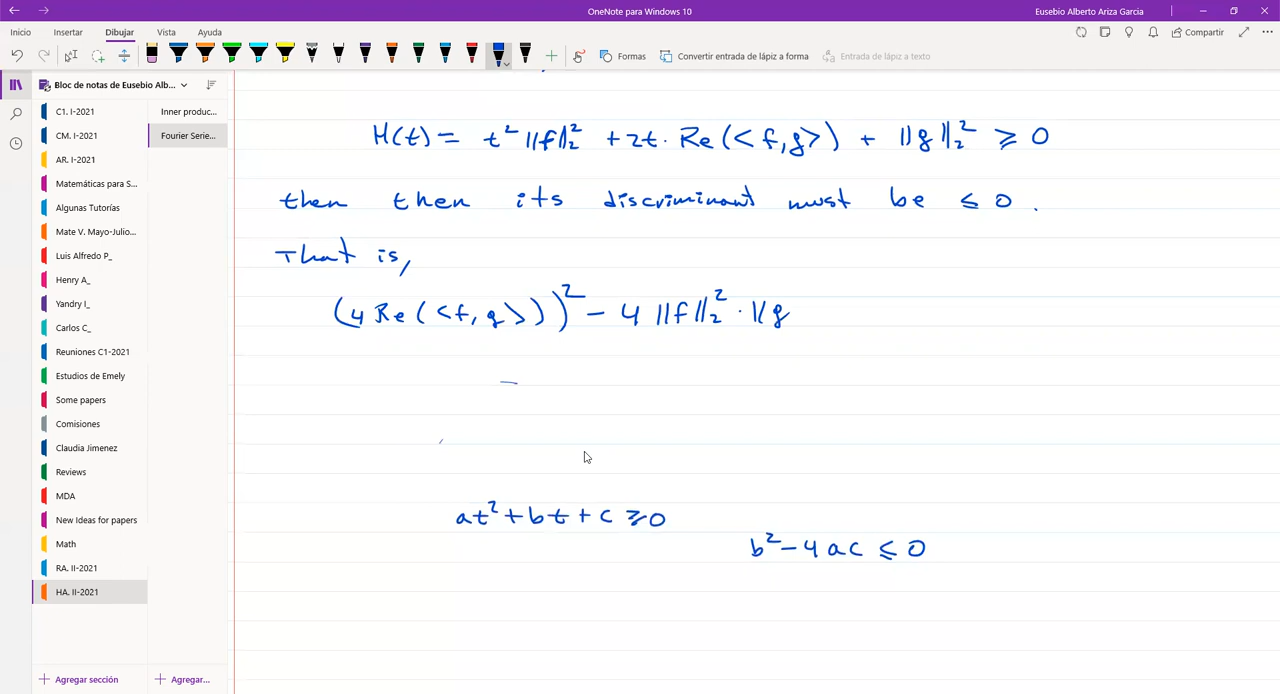 OneNote para Windows 10
Eusebio Alberto Ariza Garcia
Inicio Insertar Dibujar Vista Ayuda
Compartir
Formas
Convertir entrada de lápiz a forma
Entrada de lápiz a texto
Bloc de notas de Eusebio Alb...
C1. I-2021
CM. I-2021
AR. I-2021
Matemáticas para S...
Algunas Tutorías
Mate V. Mayo-Julio...
Luis Alfredo P_
Henry A_
Yandry I_
Carlos C_
Reuniones C1-2021
Estudios de Emely
Some papers
Comisiones
Claudia Jimenez
Reviews
MDA
New Ideas for papers
Math
RA. II-2021
HA. II-2021
Agregar sección
Inner produc...
Fourier Serie...
Agregar...
H(t) = t² ||f||₂² + 2t · Re(<f,g>) + ||g||₂² ⩾ 0
then then its discriminant must be ≤ 0.
That is,
(4 Re(<f,g>))² - 4 ||f||₂² · ||g
at² + bt + c ⩾ 0
b² - 4ac ≤ 0